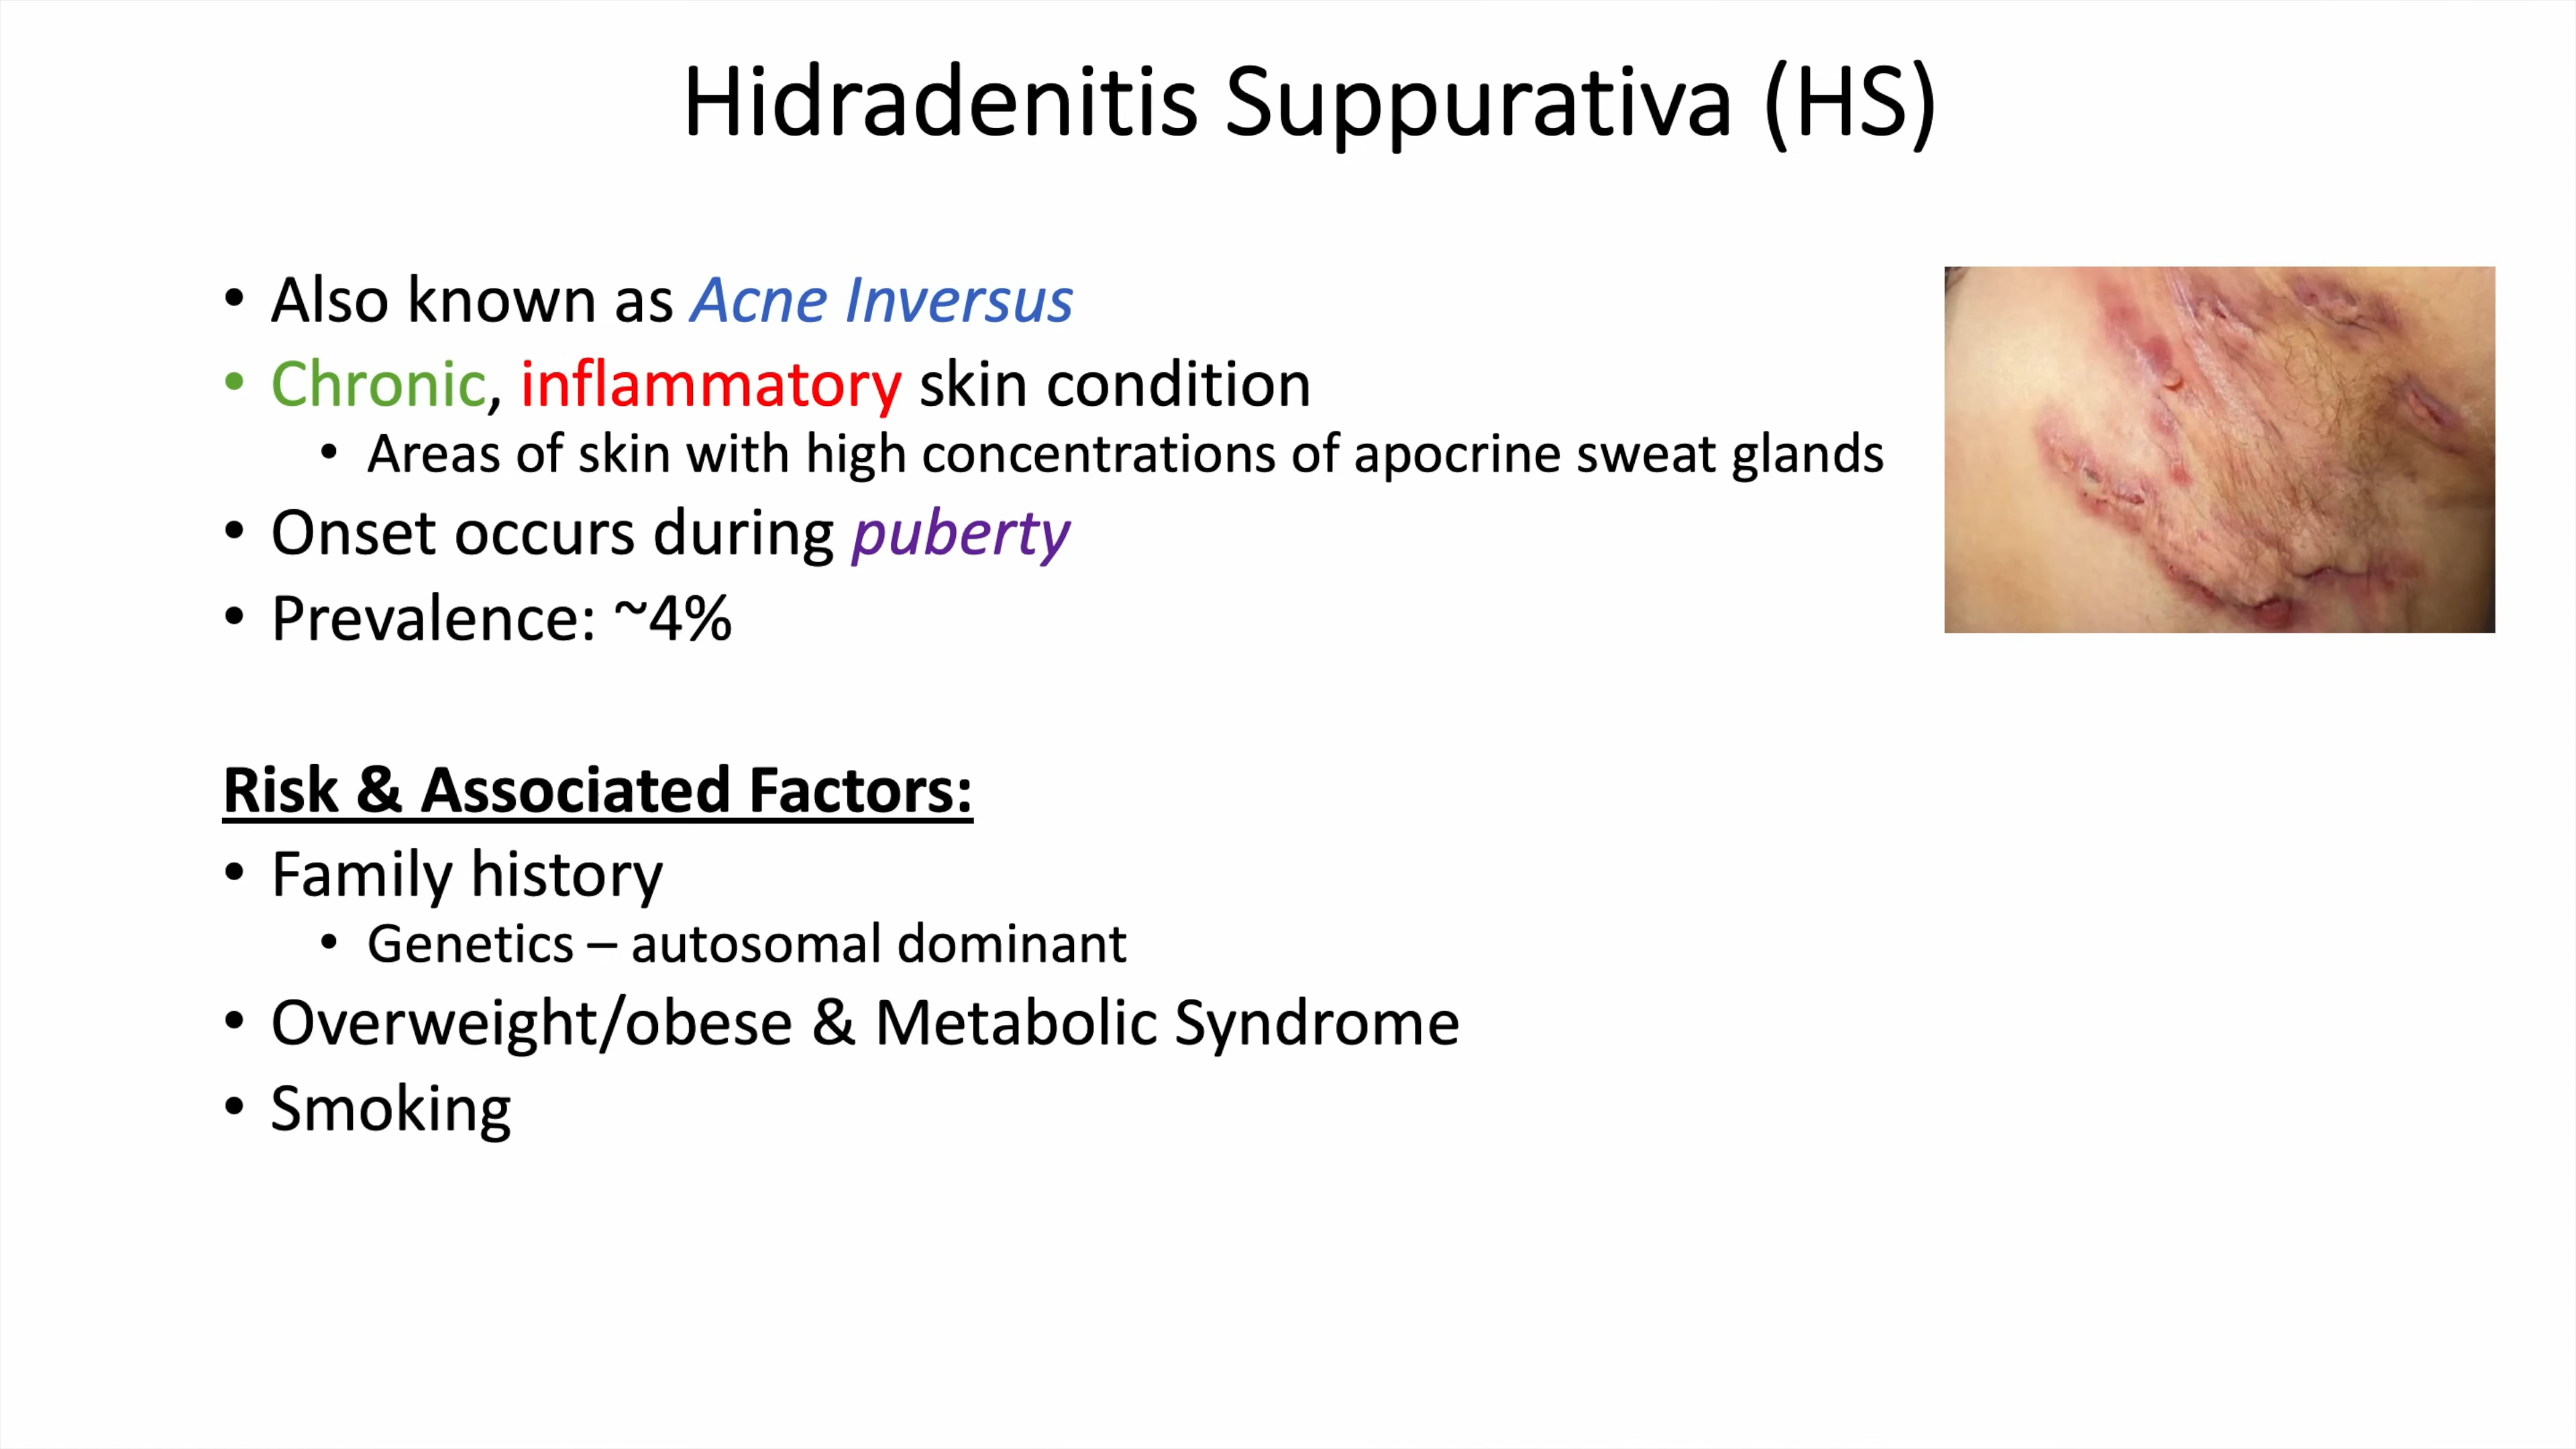 Hidradenitis Suppurativa (HS)
• Also known as Acne Inversus
• Chronic, inflammatory skin condition
• Areas of skin with high concentrations of apocrine sweat glands
• Onset occurs during puberty
• Prevalence: ~4%
Risk & Associated Factors:
• Family history
• Genetics – autosomal dominant
• Overweight/obese & Metabolic Syndrome
• Smoking